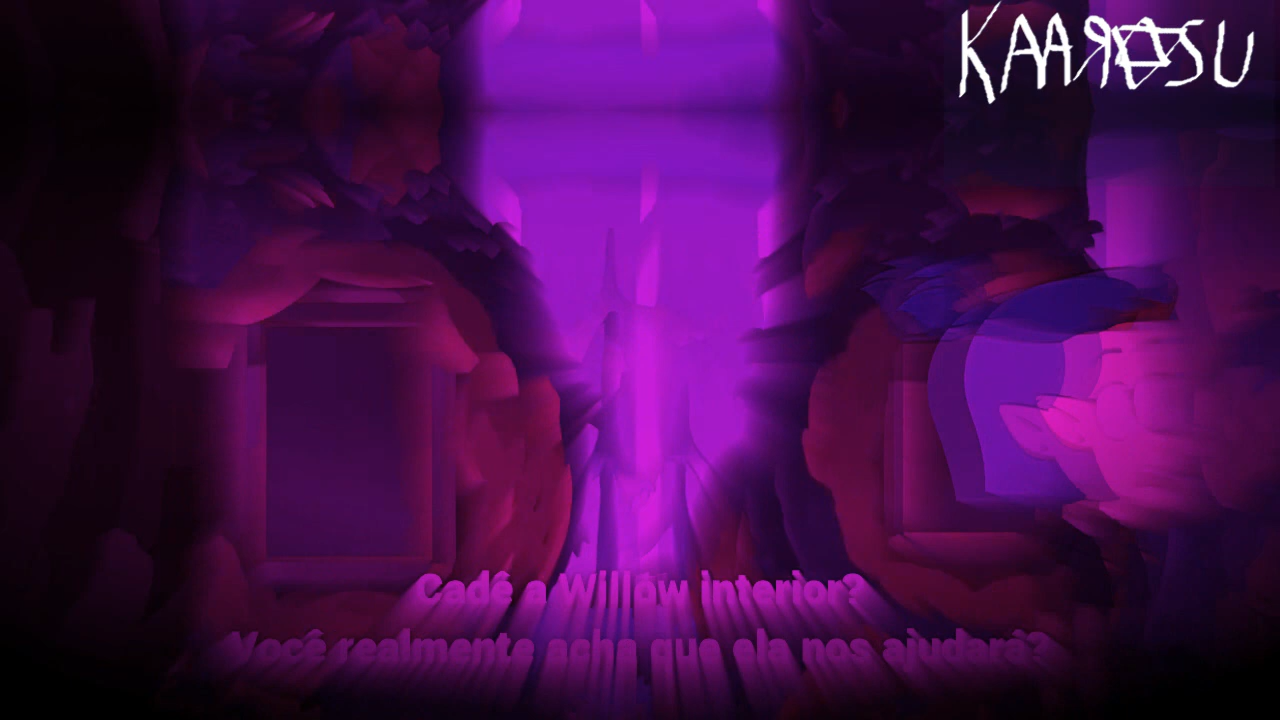 KAAROSU
Cadê a Willow interior?
Você realmente acha que ela nos ajudará?